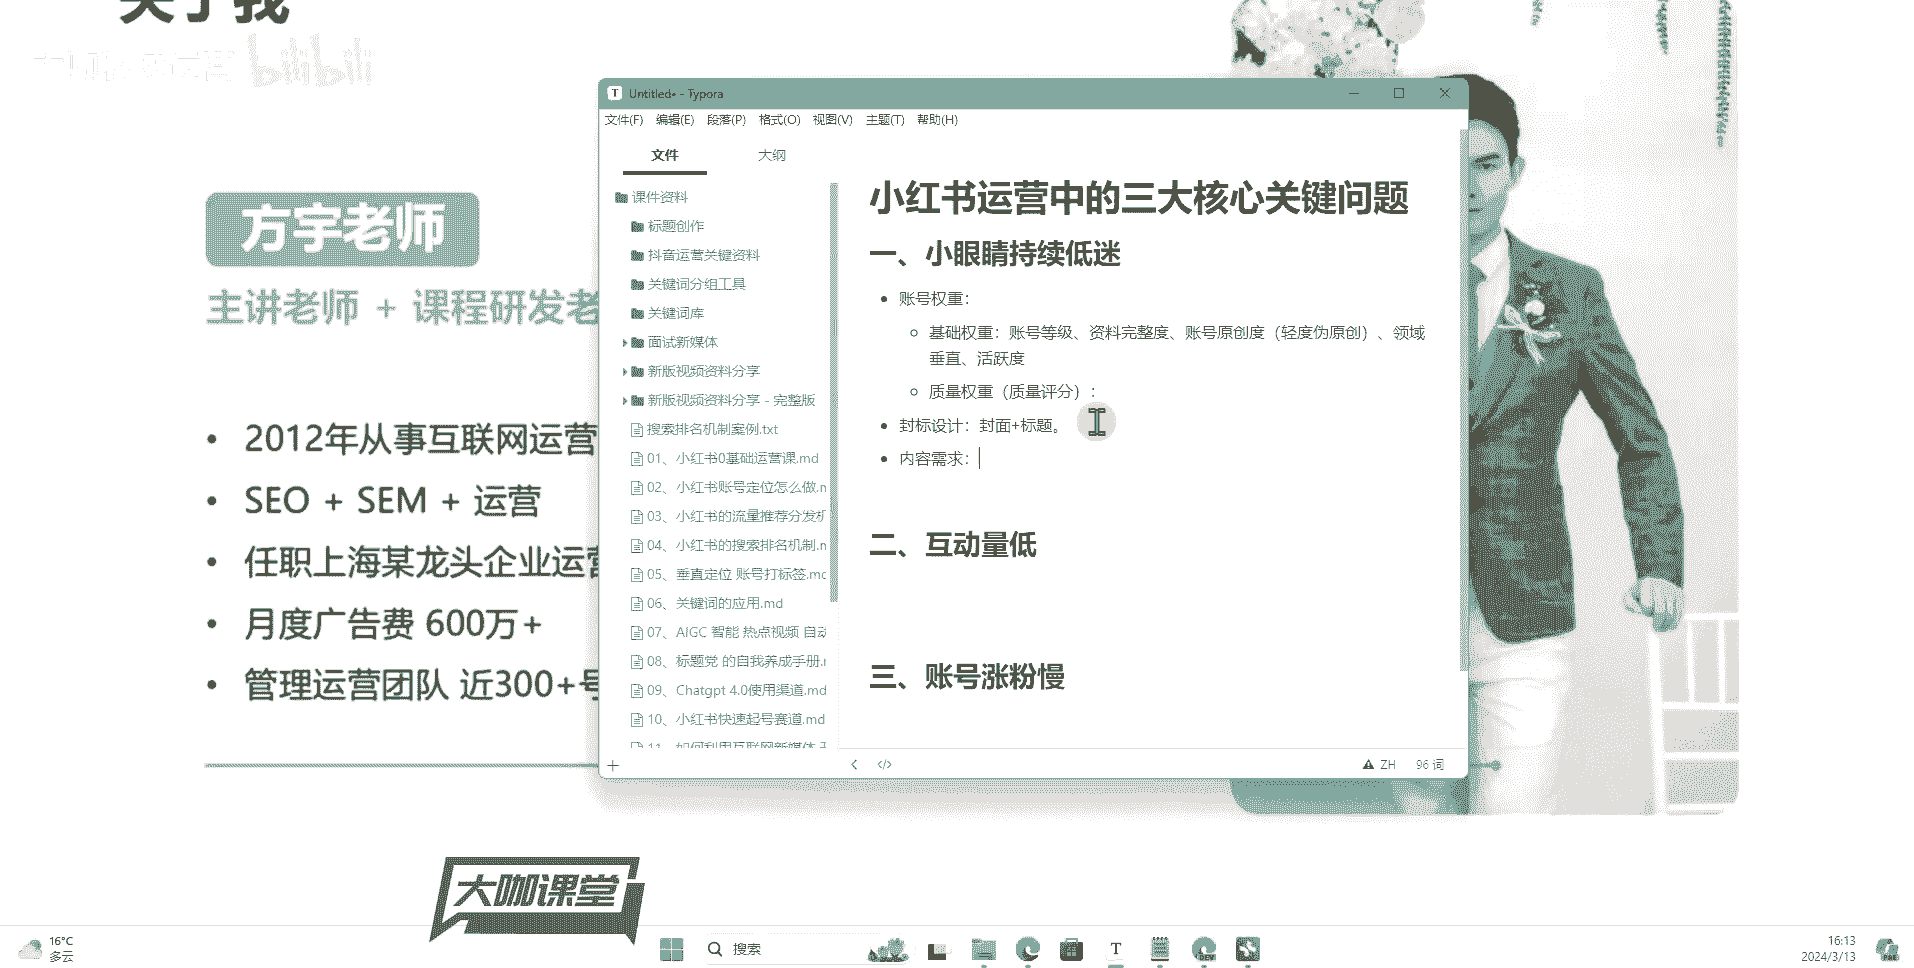 关于我
bilibili
方宇老师
主讲老师 + 课程研发老
2012年从事互联网运营
SEO + SEM + 运营
任职上海某龙头企业运营
月度广告费 600万+
管理运营团队 近300+号
Untitled• - Typora
文件(F) 编辑(E) 段落(P) 格式(O) 视图(V) 主题(T) 帮助(H)
文件 大纲
课件资料
标题创作
抖音运营关键资料
关键词分组工具
关键词库
面试新媒体
新版视频资料分享
新版视频资料分享 - 完整版
搜索排名机制案例.txt
01、小红书0基础运营课.md
02、小红书账号定位怎么做.m
03、小红书的流量推荐分发机
04、小红书的搜索排名机制.m
05、垂直定位 账号打标签.md
06、关键词的应用.md
07、AIGC 智能 热点视频 自动
08、标题党 的自我养成手册.m
09、Chatgpt 4.0使用渠道.md
10、小红书快速起号赛道.md
11、如何利用互联网新媒体
小红书运营中的三大核心关键问题
一、小眼睛持续低迷
账号权重：
基础权重：账号等级、资料完整度、账号原创度（轻度伪原创）、领域
垂直、活跃度
质量权重（质量评分）：
封标设计：封面+标题。
内容需求：
二、互动量低
三、账号涨粉慢
ZH 96 词
大咖课堂
16°C
多云
搜索
T
DEV
PRE
16:13
2024/3/13